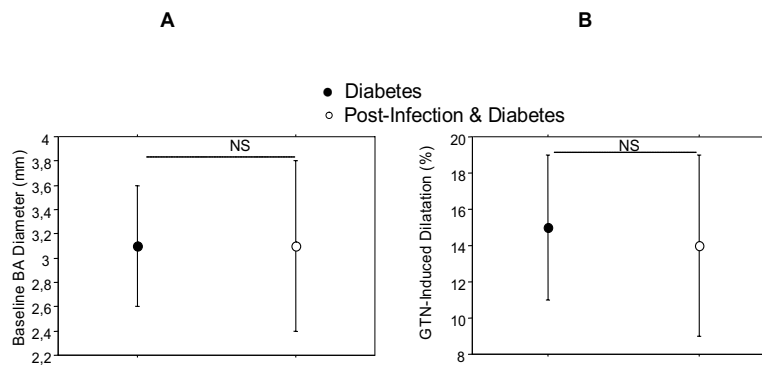 A
B
Diabetes
Post-Infection & Diabetes
Baseline BA Diameter (mm)
4
3,8
3,6
3,4
3,2
3
2,8
2,6
2,4
2,2
NS
GTN-Induced Dilatation (%)
20
18
16
14
12
10
8
NS